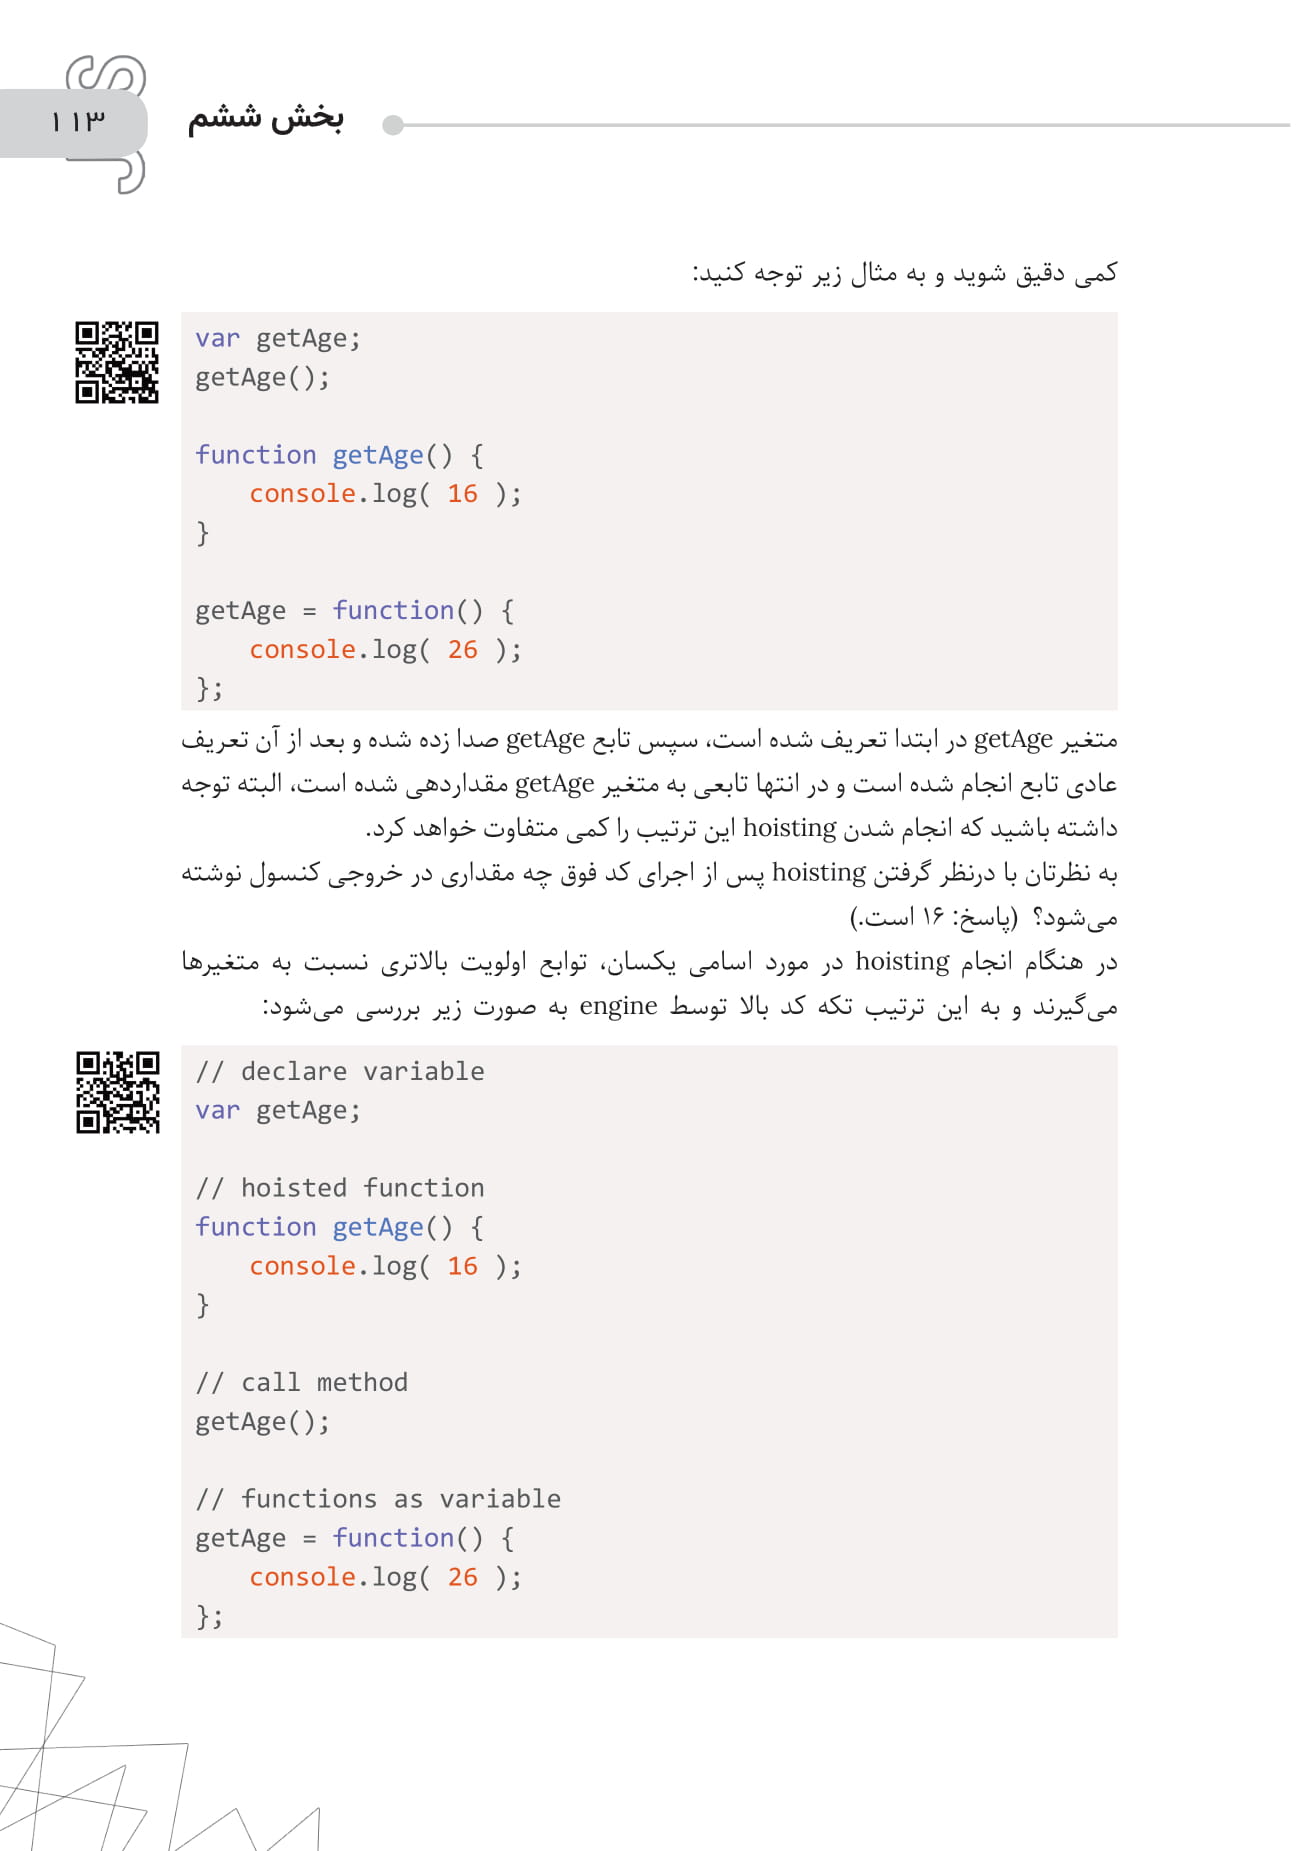 JS
۱۱۳
بخش ششم
کمی دقیق شوید و به مثال زیر توجه کنید:
var getAge;
getAge();
function getAge() {
console.log( 16 );
}
getAge = function() {
console.log( 26 );
};
متغیر getAge در ابتدا تعریف شده است، سپس تابع getAge صدا زده شده و بعد از آن تعریف
عادی تابع انجام شده است و در انتها تابعی به متغیر getAge مقداردهی شده است، البته توجه
داشته باشید که انجام شدن hoisting این ترتیب را کمی متفاوت خواهد کرد.
به نظرتان با درنظر گرفتن hoisting پس از اجرای کد فوق چه مقداری در خروجی کنسول نوشته
می‌شود؟ (پاسخ: ۱۶ است.)
در هنگام انجام hoisting در مورد اسامی یکسان، توابع اولویت بالاتری نسبت به متغیرها
می‌گیرند و به این ترتیب تکه کد بالا توسط engine به صورت زیر بررسی می‌شود:
// declare variable
var getAge;
// hoisted function
function getAge() {
console.log( 16 );
}
// call method
getAge();
// functions as variable
getAge = function() {
console.log( 26 );
};